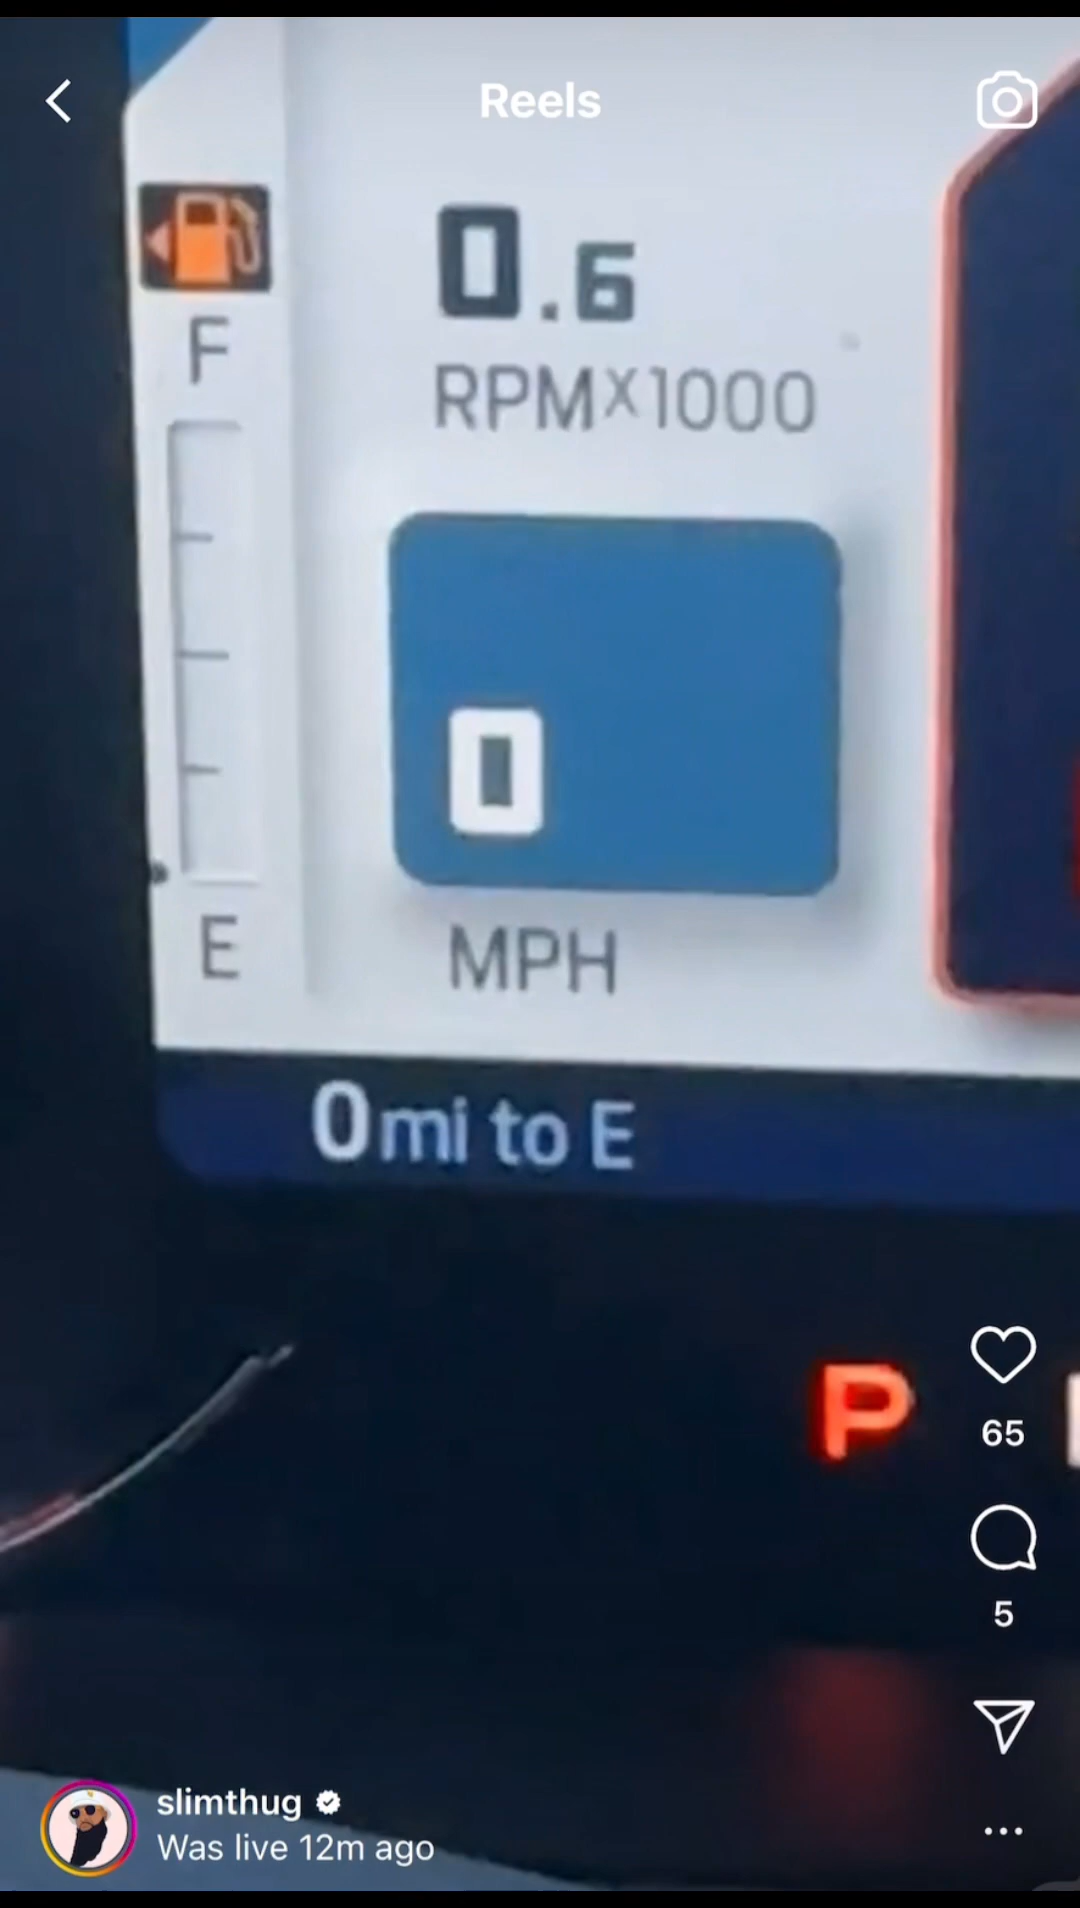 Reels
0.6
RPMX1000
F
0
E
MPH
0 mi to E
P
65
5
slimthug
Was live 12m ago